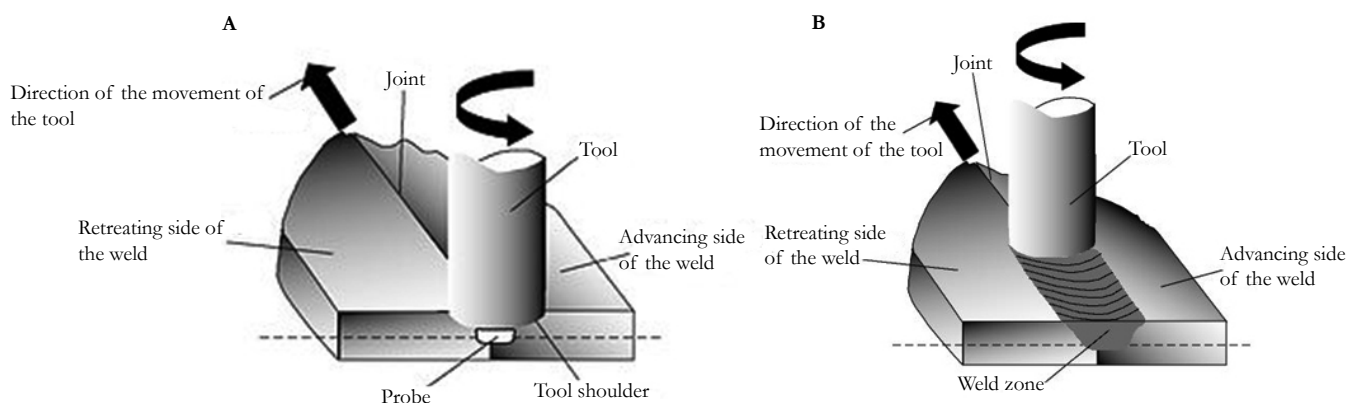 A
Direction of the movement of
the tool
Joint
Tool
Retreating side of
the weld
Advancing side
of the weld
Probe
Tool shoulder
B
Direction of the
movement of the tool
Joint
Tool
Retreating side
of the weld
Advancing side
of the weld
Weld zone